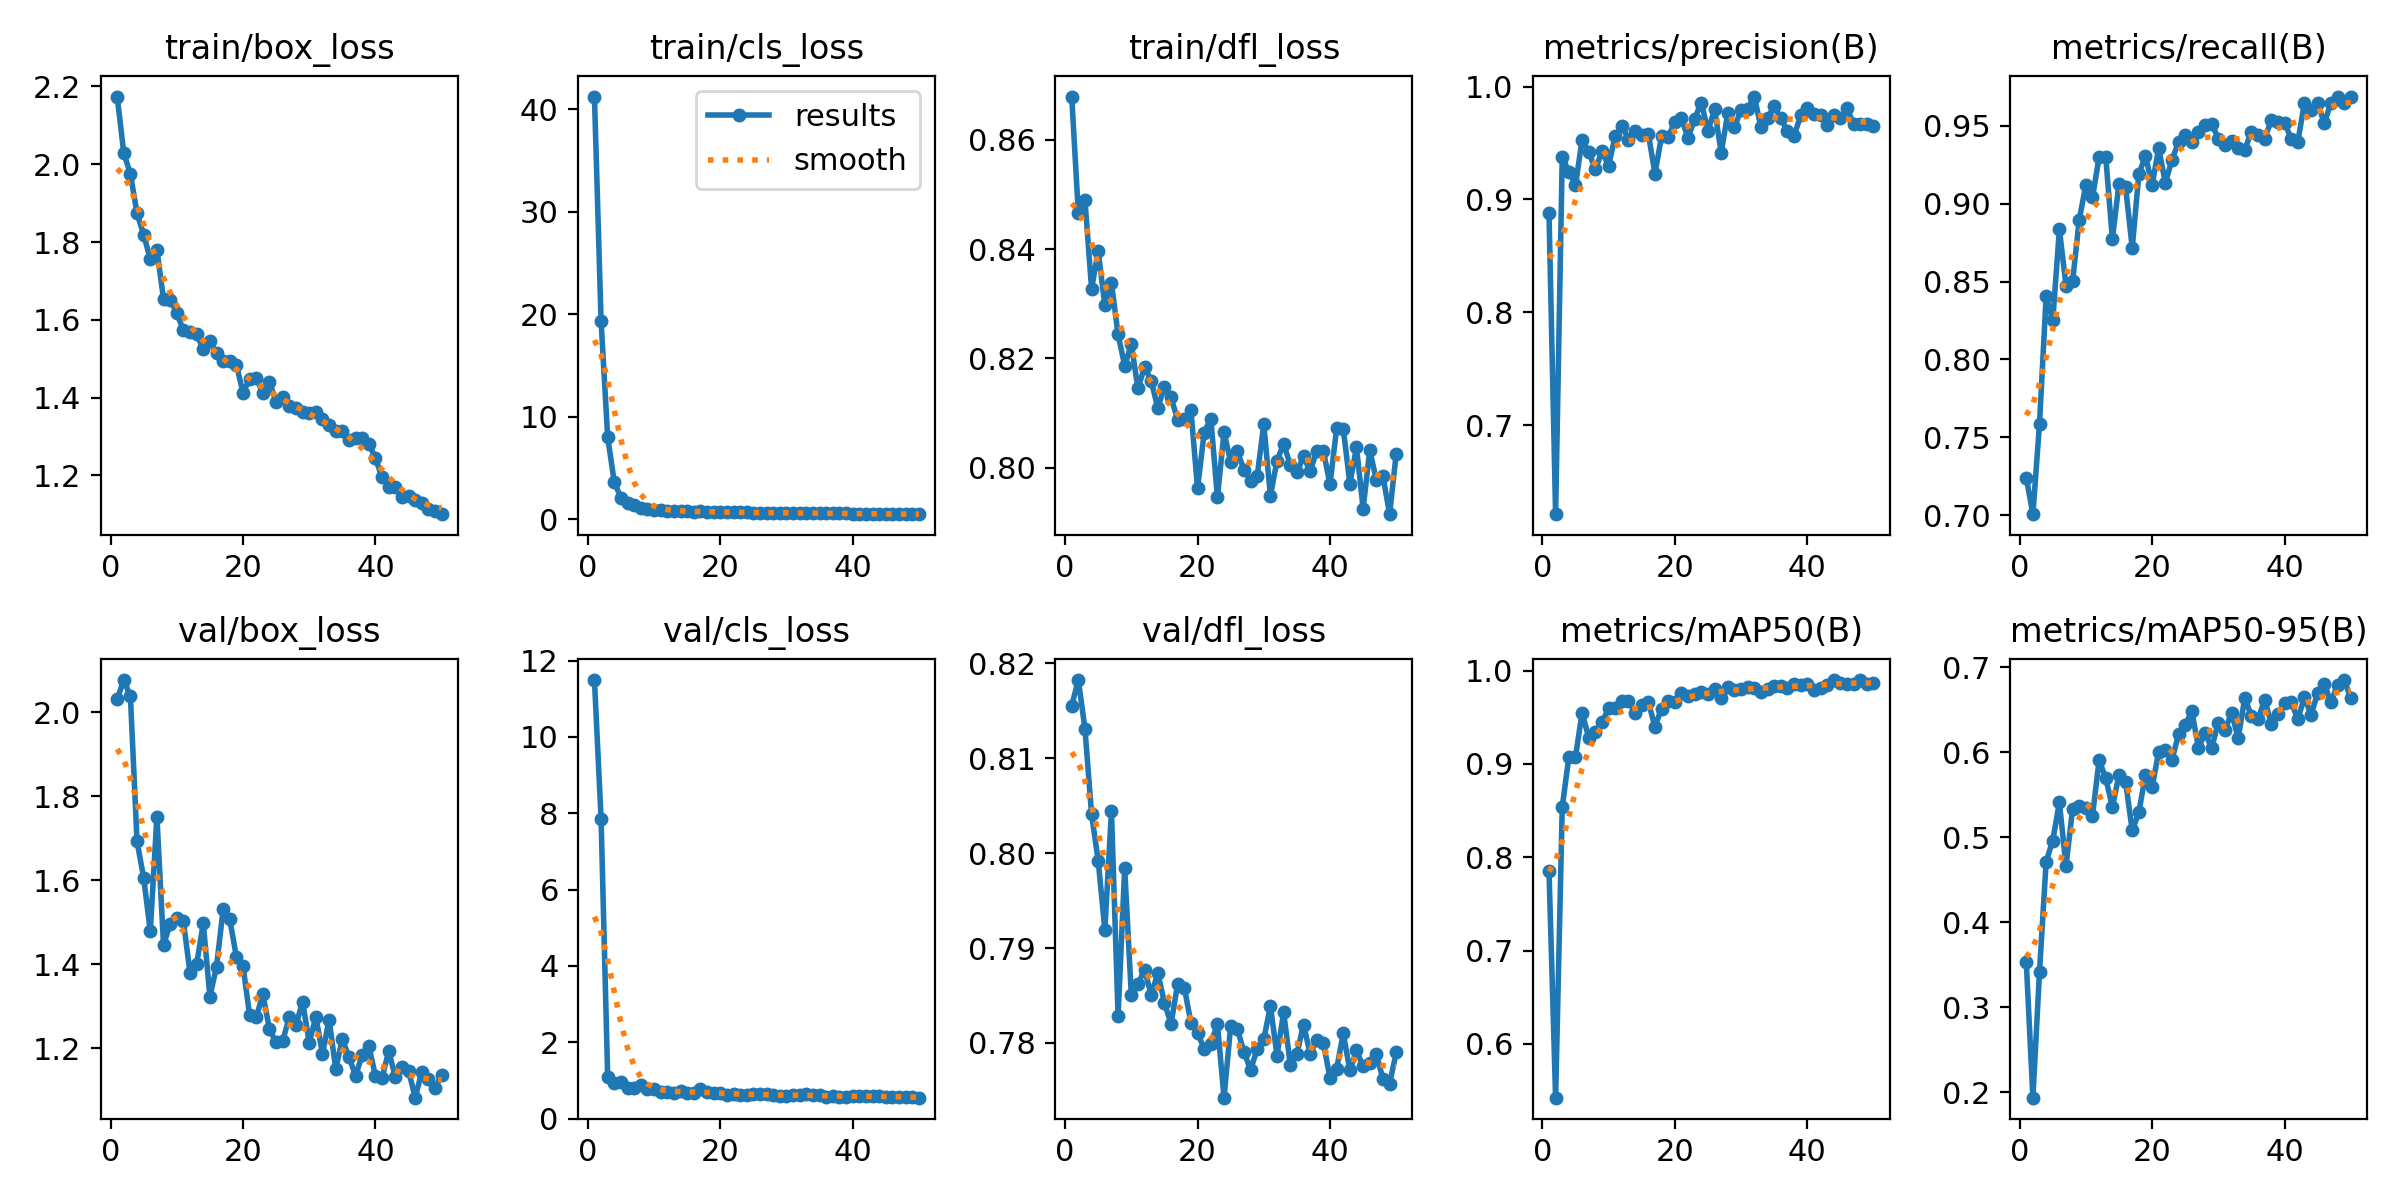 train/box_loss
2.2
2.0
1.8
1.6
1.4
1.2
0 20 40
train/cls_loss
results
smooth
40
30
20
10
0
0 20 40
train/dfl_loss
0.86
0.84
0.82
0.80
0 20 40
metrics/precision(B)
1.0
0.9
0.8
0.7
0 20 40
metrics/recall(B)
0.95
0.90
0.85
0.80
0.75
0.70
0 20 40
val/box_loss
2.0
1.8
1.6
1.4
1.2
0 20 40
val/cls_loss
12
10
8
6
4
2
0
0 20 40
val/dfl_loss
0.82
0.81
0.80
0.79
0.78
0 20 40
metrics/mAP50(B)
1.0
0.9
0.8
0.7
0.6
0 20 40
metrics/mAP50-95(B)
0.7
0.6
0.5
0.4
0.3
0.2
0 20 40